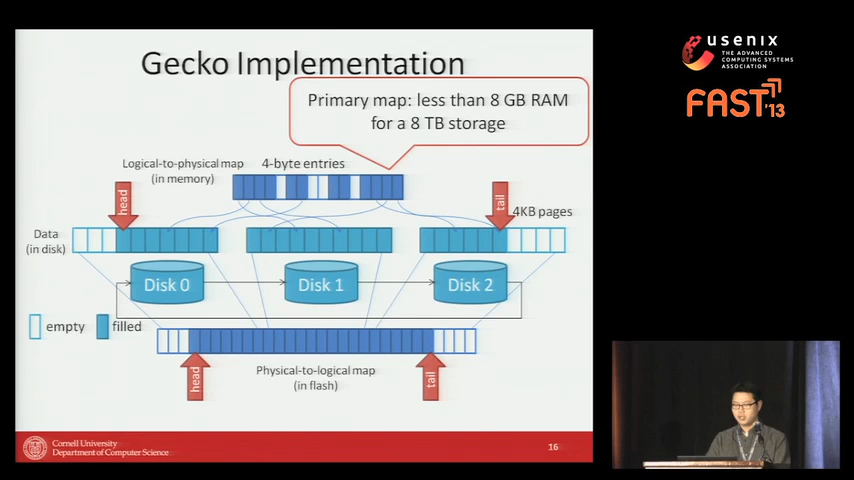 Gecko Implementation
Primary map: less than 8 GB RAM
for a 8 TB storage
Logical-to-physical map
(in memory)
4-byte entries
head
tail
4KB pages
Data
(in disk)
Disk 0
Disk 1
Disk 2
empty
filled
head
Physical-to-logical map
(in flash)
tail
Cornell University
Department of Computer Science
16
usenix
THE ADVANCED
COMPUTING SYSTEMS
ASSOCIATION
FAST'13